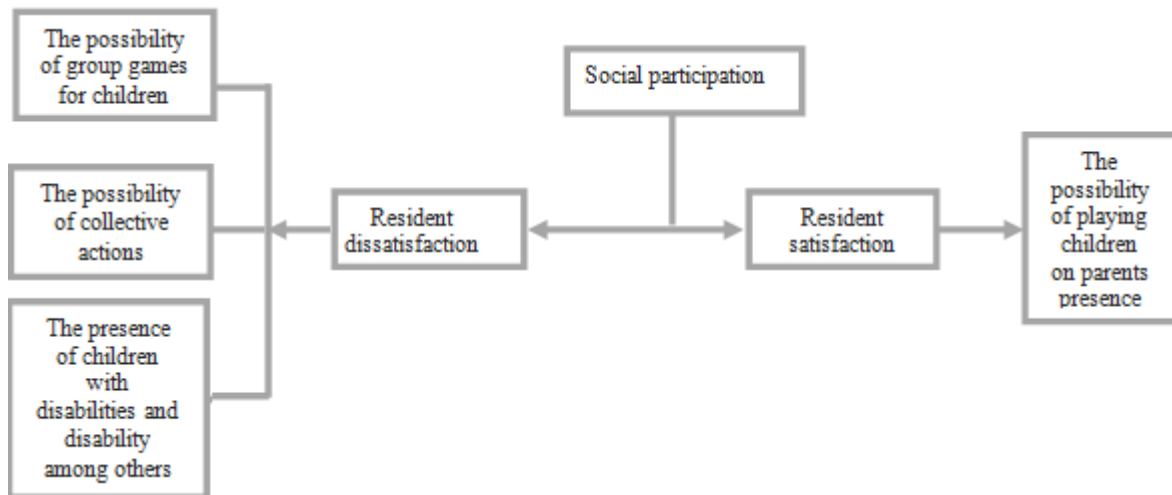 The possibility
of group games
for children
Social participation
The possibility
of collective
actions
Resident
dissatisfaction
Resident
satisfaction
The
possibility
of playing
children
on parents
presence
The presence
of children
with
disabilities and
disability
among others